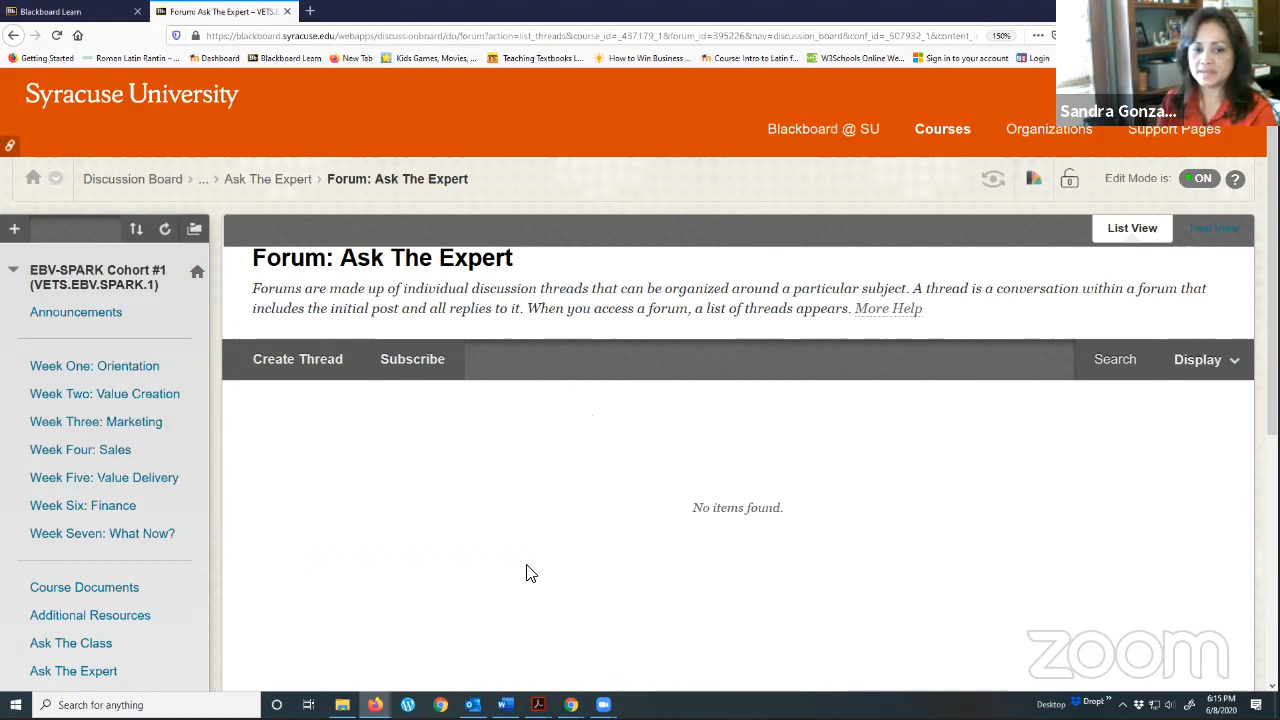 Blackboard Learn
Forum: Ask The Expert – VETS.E
https://blackboard.syracuse.edu/webapps/discussionboard/do/forum?action=list_threads&course_id=_437179_1&forum_id=_395226&nav=discussion_board&conf_id=_507932_1&content_
150%
Getting Started
Roman Latin Rantin ...
Dashboard
Blackboard Learn
New Tab
Kids Games, Movies, ...
Teaching Textbooks L...
How to Win Business ...
Course: Intro to Latin f...
W3Schools Online We...
Sign in to your account
Login
Sandra Gonza...
Syracuse University
Blackboard @ SU
Courses
Organizations
Support Pages
Discussion Board > ... > Ask The Expert > Forum: Ask The Expert
Edit Mode is: ON ?
List View
Tree View
EBV-SPARK Cohort #1
(VETS.EBV.SPARK.1)
Announcements
Week One: Orientation
Week Two: Value Creation
Week Three: Marketing
Week Four: Sales
Week Five: Value Delivery
Week Six: Finance
Week Seven: What Now?
Course Documents
Additional Resources
Ask The Class
Ask The Expert
Forum: Ask The Expert
Forums are made up of individual discussion threads that can be organized around a particular subject. A thread is a conversation within a forum that
includes the initial post and all replies to it. When you access a forum, a list of threads appears. More Help
Create Thread
Subscribe
Search
Display
No items found.
zoom
Search for anything
Desktop
Dropt
6:15 PM
6/8/2020